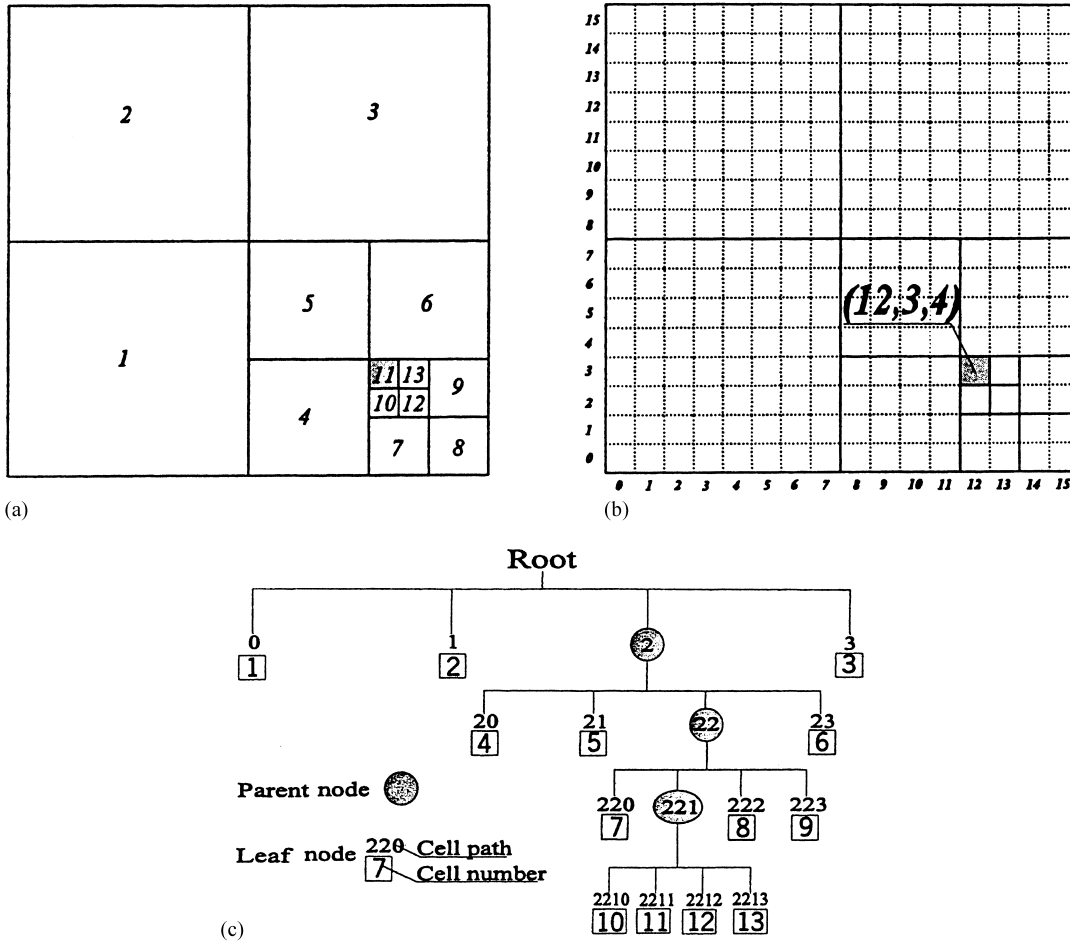 2
3
5
6
1
11 13
9
10 12
4
7
8
(a)
15
14
13
12
11
10
9
8
7
6
(12,3,4)
5
4
3
2
1
0
0 1 2 3 4 5 6 7 8 9 10 11 12 13 14 15
(b)
Root
0 1 2 3
1 2 3
20 21 22 23
4 5 6
Parent node
220 221 222 223
7 8 9
Leaf node 220 Cell path
7 Cell number
2210 2211 2212 2213
10 11 12 13
(c)